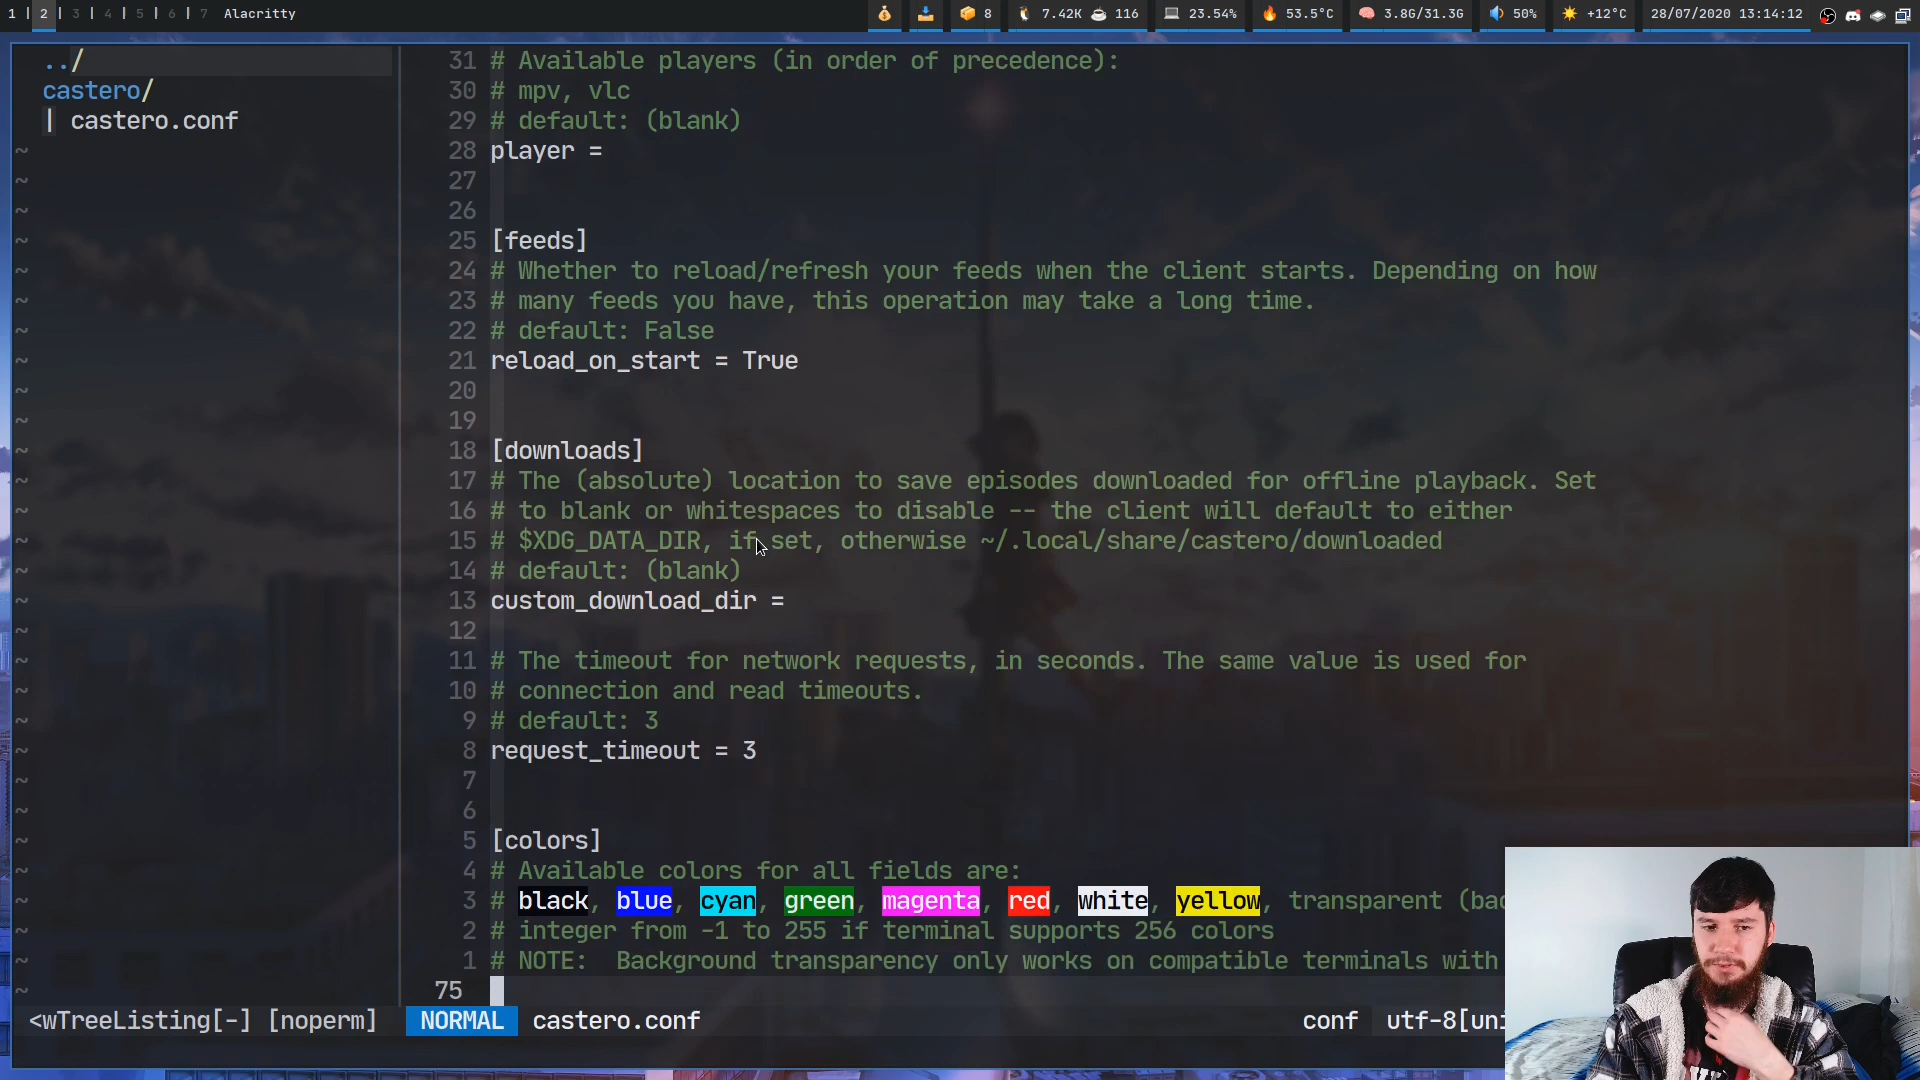 1 | 2 | 3 | 4 | 5 | 6 | 7 Alacritty
8 7.42K 116 23.54% 53.5°C 3.8G/31.3G 50% +12°C 28/07/2020 13:14:12
../
castero/
| castero.conf
31 # Available players (in order of precedence):
30 # mpv, vlc
29 # default: (blank)
28 player =
27
26
25 [feeds]
24 # Whether to reload/refresh your feeds when the client starts. Depending on how
23 # many feeds you have, this operation may take a long time.
22 # default: False
21 reload_on_start = True
20
19
18 [downloads]
17 # The (absolute) location to save episodes downloaded for offline playback. Set
16 # to blank or whitespaces to disable -- the client will default to either
15 # $XDG_DATA_DIR, if set, otherwise ~/.local/share/castero/downloaded
14 # default: (blank)
13 custom_download_dir =
12
11 # The timeout for network requests, in seconds. The same value is used for
10 # connection and read timeouts.
9 # default: 3
8 request_timeout = 3
7
6
5 [colors]
4 # Available colors for all fields are:
3 # black, blue, cyan, green, magenta, red, white, yellow, transparent (bac
2 # integer from -1 to 255 if terminal supports 256 colors
1 # NOTE: Background transparency only works on compatible terminals with
75
<wTreeListing[-] [noperm] NORMAL castero.conf conf utf-8[uni